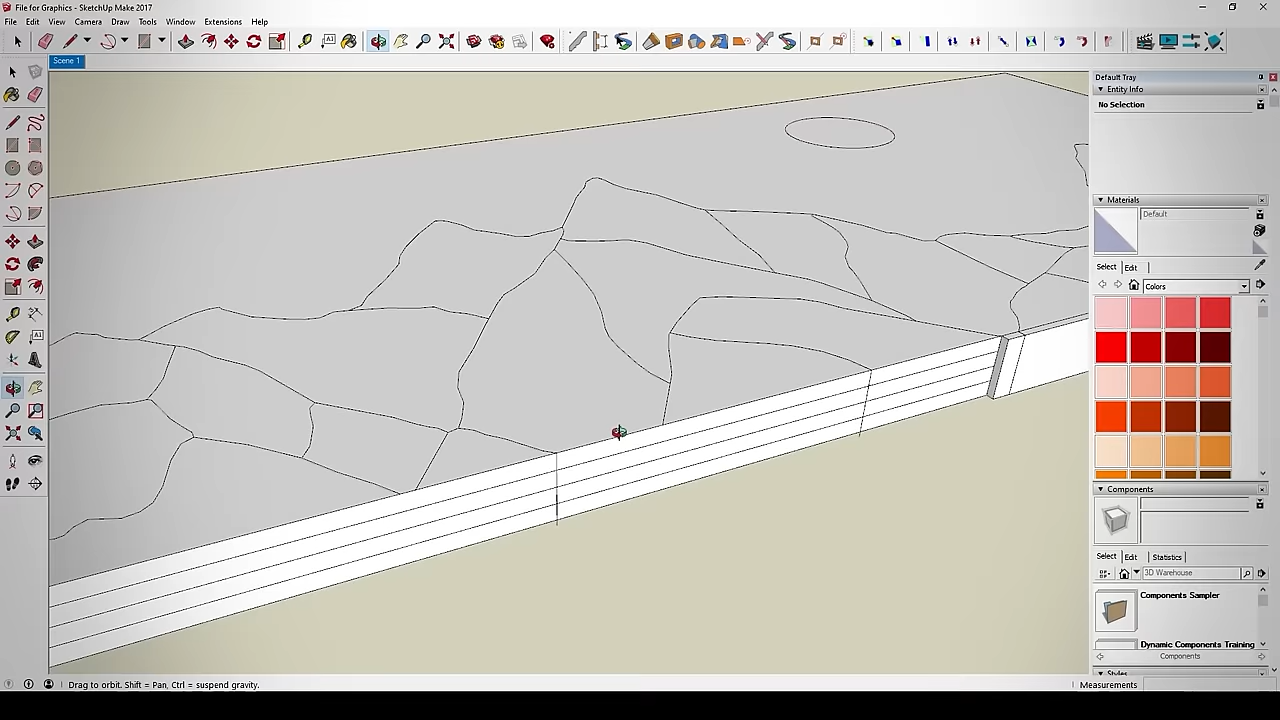 File for Graphics - SketchUp Make 2017
File Edit View Camera Draw Tools Window Extensions Help
Scene 1
Default Tray
Entity Info
No Selection
Materials
Default
Select Edit
Colors
Components
Select Edit Statistics
3D Warehouse
Components Sampler
Dynamic Components Training
Components
Styles
Drag to orbit. Shift = Pan, Ctrl = suspend gravity.
Measurements